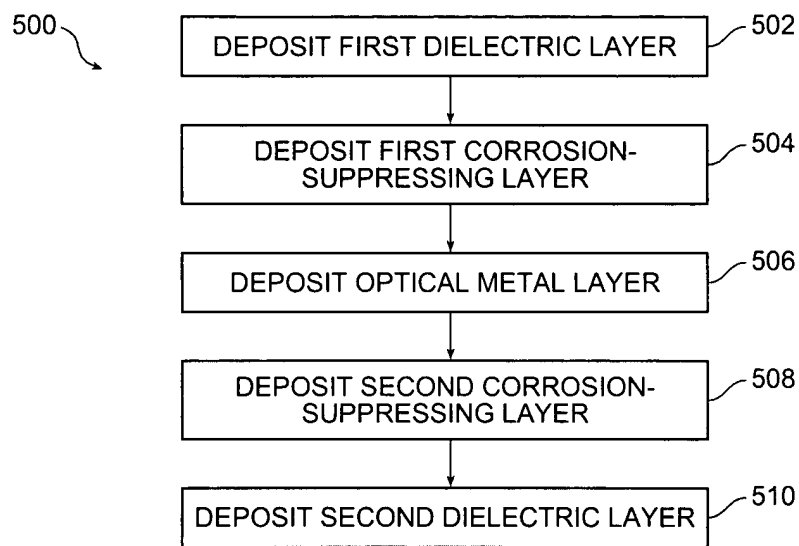 500
DEPOSIT FIRST DIELECTRIC LAYER
502
DEPOSIT FIRST CORROSION-
SUPPRESSING LAYER
504
DEPOSIT OPTICAL METAL LAYER
506
DEPOSIT SECOND CORROSION-
SUPPRESSING LAYER
508
DEPOSIT SECOND DIELECTRIC LAYER
510